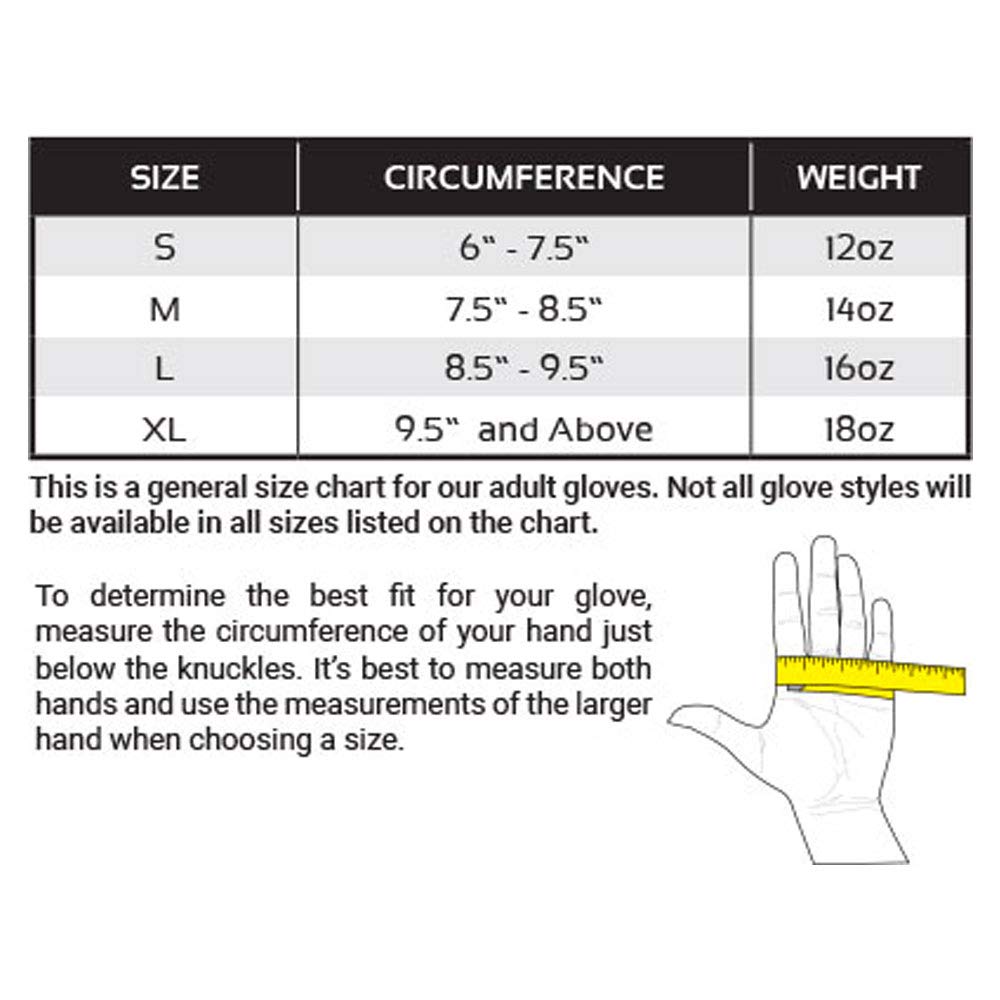 SIZE CIRCUMFERENCE WEIGHT
S 6“ - 7.5“ 12oz
M 7.5“ - 8.5“ 14oz
L 8.5“ - 9.5“ 16oz
XL 9.5“ and Above 18oz
This is a general size chart for our adult gloves. Not all glove styles will
be available in all sizes listed on the chart.
To determine the best fit for your glove,
measure the circumference of your hand just
below the knuckles. It’s best to measure both
hands and use the measurements of the larger
hand when choosing a size.